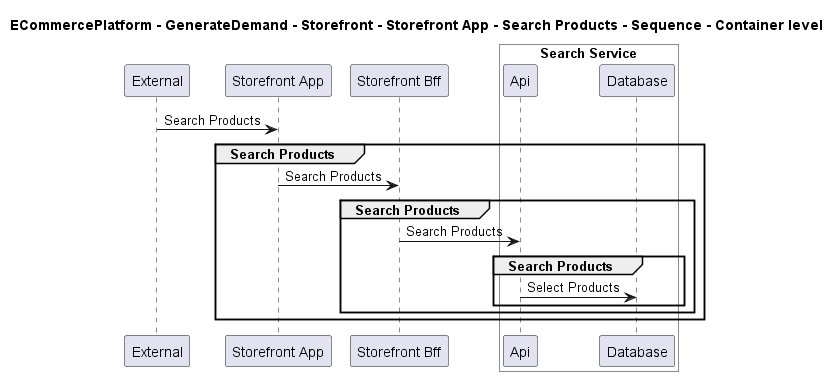 ECommercePlatform - GenerateDemand - Storefront - Storefront App - Search Products - Sequence - Container level
Search Service
External
Storefront App
Storefront Bff
Api
Database
Search Products
Search Products
Search Products
Search Products
Search Products
Search Products
Select Products
External
Storefront App
Storefront Bff
Api
Database